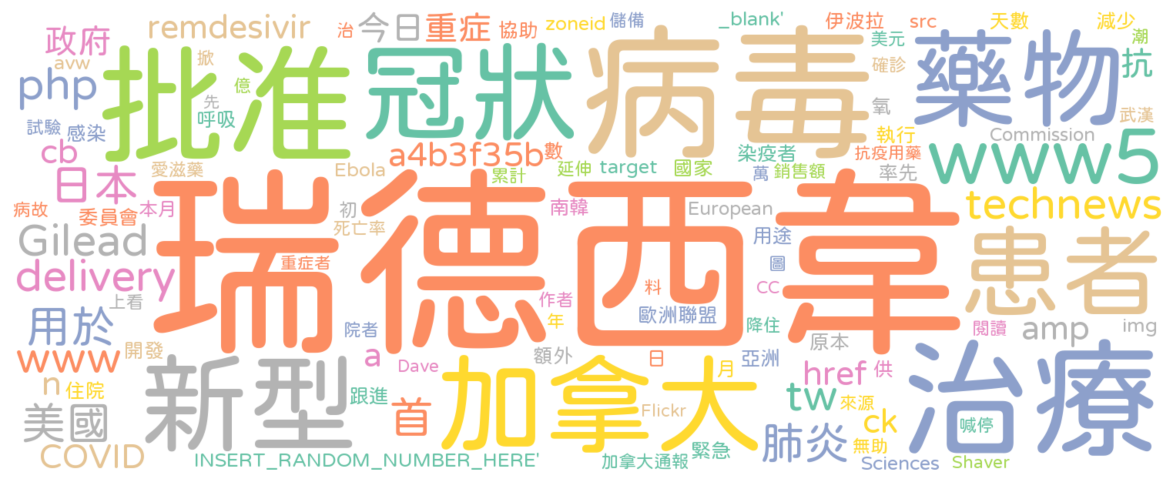 政府
avw
php
試驗
感染
cb
日本
病故
委員會
本月
Gilead
delivery
上看
用於
www
開發
n
住院
美國
COVID
remdesivir
掀
批准
先
億
呼吸
愛滋藥
治
今日
重症
協助
冠狀
a4b3f35b
數
Ebola
累計
初
死亡率
zoneid
儲備
病毒
延伸
target
國家
_blank'
伊波拉
src
美元
確診
氧
染疫者
執行
抗疫用藥
萬
銷售額
率先
天數
減少
潮
抗
藥物
武漢
Commission
www5
technews
瑞德西韋
重症者
南韓
European
用途
圖
CC
料
歐洲聯盟
作者
年
院者
降住
原本
閱讀
患者
amp
img
新型
a
Dave
額外
日
月
亞洲
跟進
首
加拿大
Flickr
INSERT_RANDOM_NUMBER_HERE'
加拿大通報
緊急
肺炎
href
供
tw
來源
ck
無助
Sciences
Shaver
喊停
治療